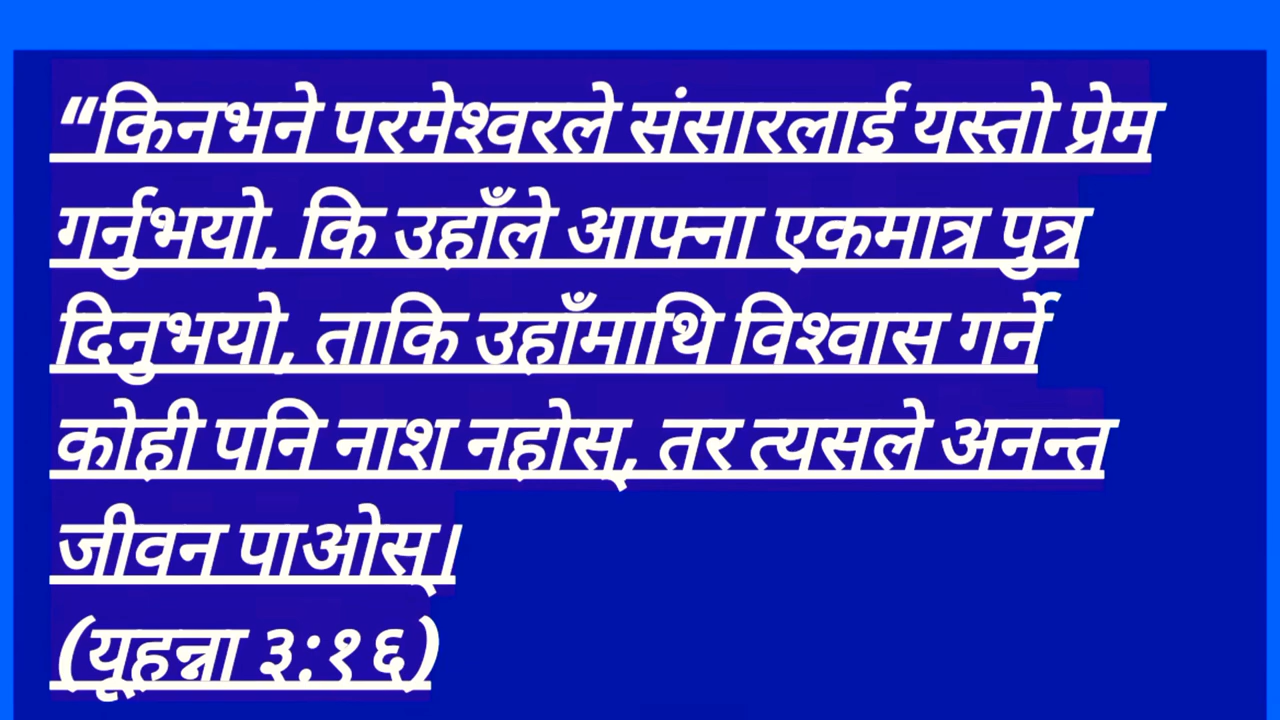 “किनभने परमेश्वरले संसारलाई यस्तो प्रेम
गर्नुभयो, कि उहाँले आफ्ना एकमात्र पुत्र
दिनुभयो, ताकि उहाँमाथि विश्वास गर्ने
कोही पनि नाश नहोस्, तर त्यसले अनन्त
जीवन पाओस्।
(यूहन्ना ३:१६)